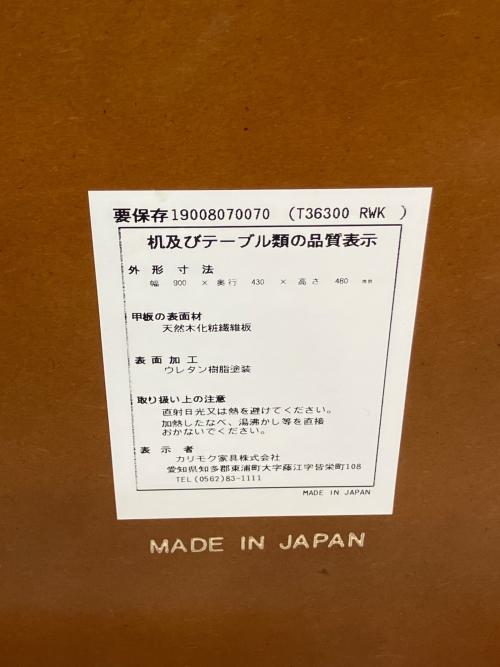 要保存19008070070 (T36300 RWK )
机及びテーブル類の品質表示
外形寸法
幅 900 × 奥行 430 × 高さ 480 mm
甲板の表面材
天然木化粧繊維板
表面加工
ウレタン樹脂塗装
取り扱い上の注意
直射日光又は熱を避けてください。
加熱したなべ、湯沸かし等を直接
おかないでください。
表示者
カリモク家具株式会社
愛知県知多郡東浦町大字藤江字皆栄町108
TEL(0562)83-1111
MADE IN JAPAN
MADE IN JAPAN